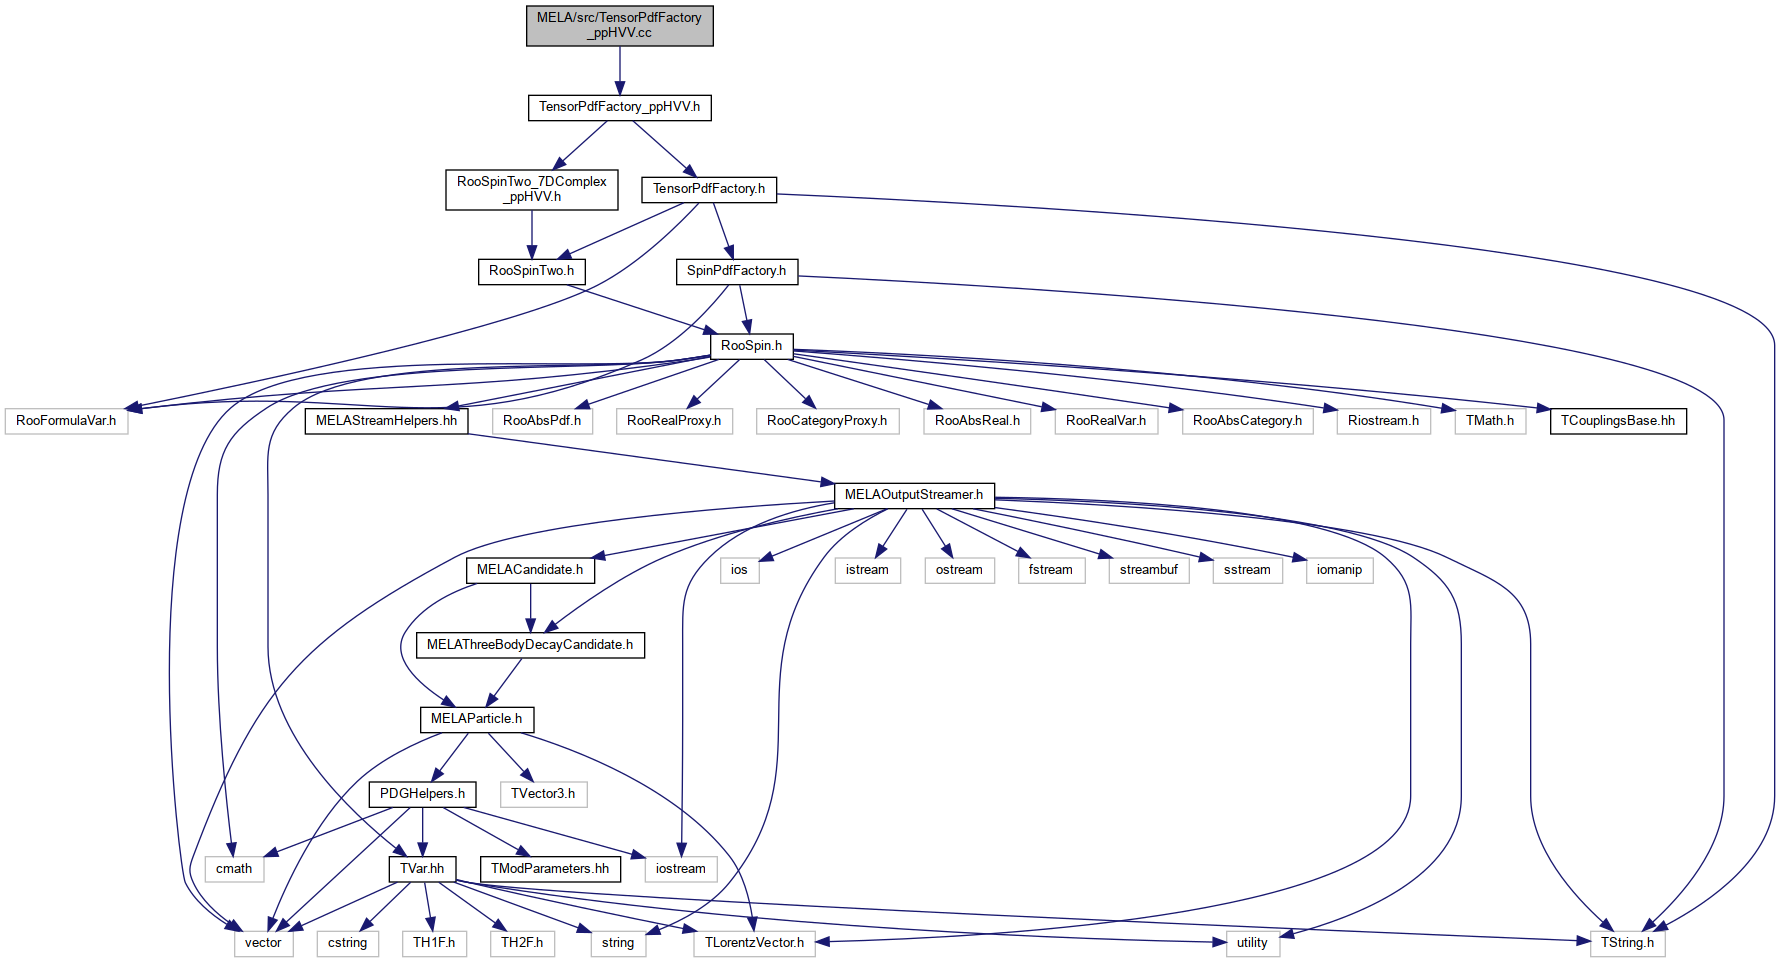 MELA/src/TensorPdfFactory
_ppHVV.cc
TensorPdfFactory_ppHVV.h
RooSpinTwo_7DComplex
_ppHVV.h
TensorPdfFactory.h
RooSpinTwo.h
SpinPdfFactory.h
RooSpin.h
RooFormulaVar.h
MELAStreamHelpers.hh
RooAbsPdf.h
RooRealProxy.h
RooCategoryProxy.h
RooAbsReal.h
RooRealVar.h
RooAbsCategory.h
Riostream.h
TMath.h
TCouplingsBase.hh
MELAOutputStreamer.h
MELACandidate.h
ios
istream
ostream
fstream
streambuf
sstream
iomanip
MELAThreeBodyDecayCandidate.h
MELAParticle.h
PDGHelpers.h
TVector3.h
cmath
TVar.hh
TModParameters.hh
iostream
vector
cstring
TH1F.h
TH2F.h
string
TLorentzVector.h
utility
TString.h